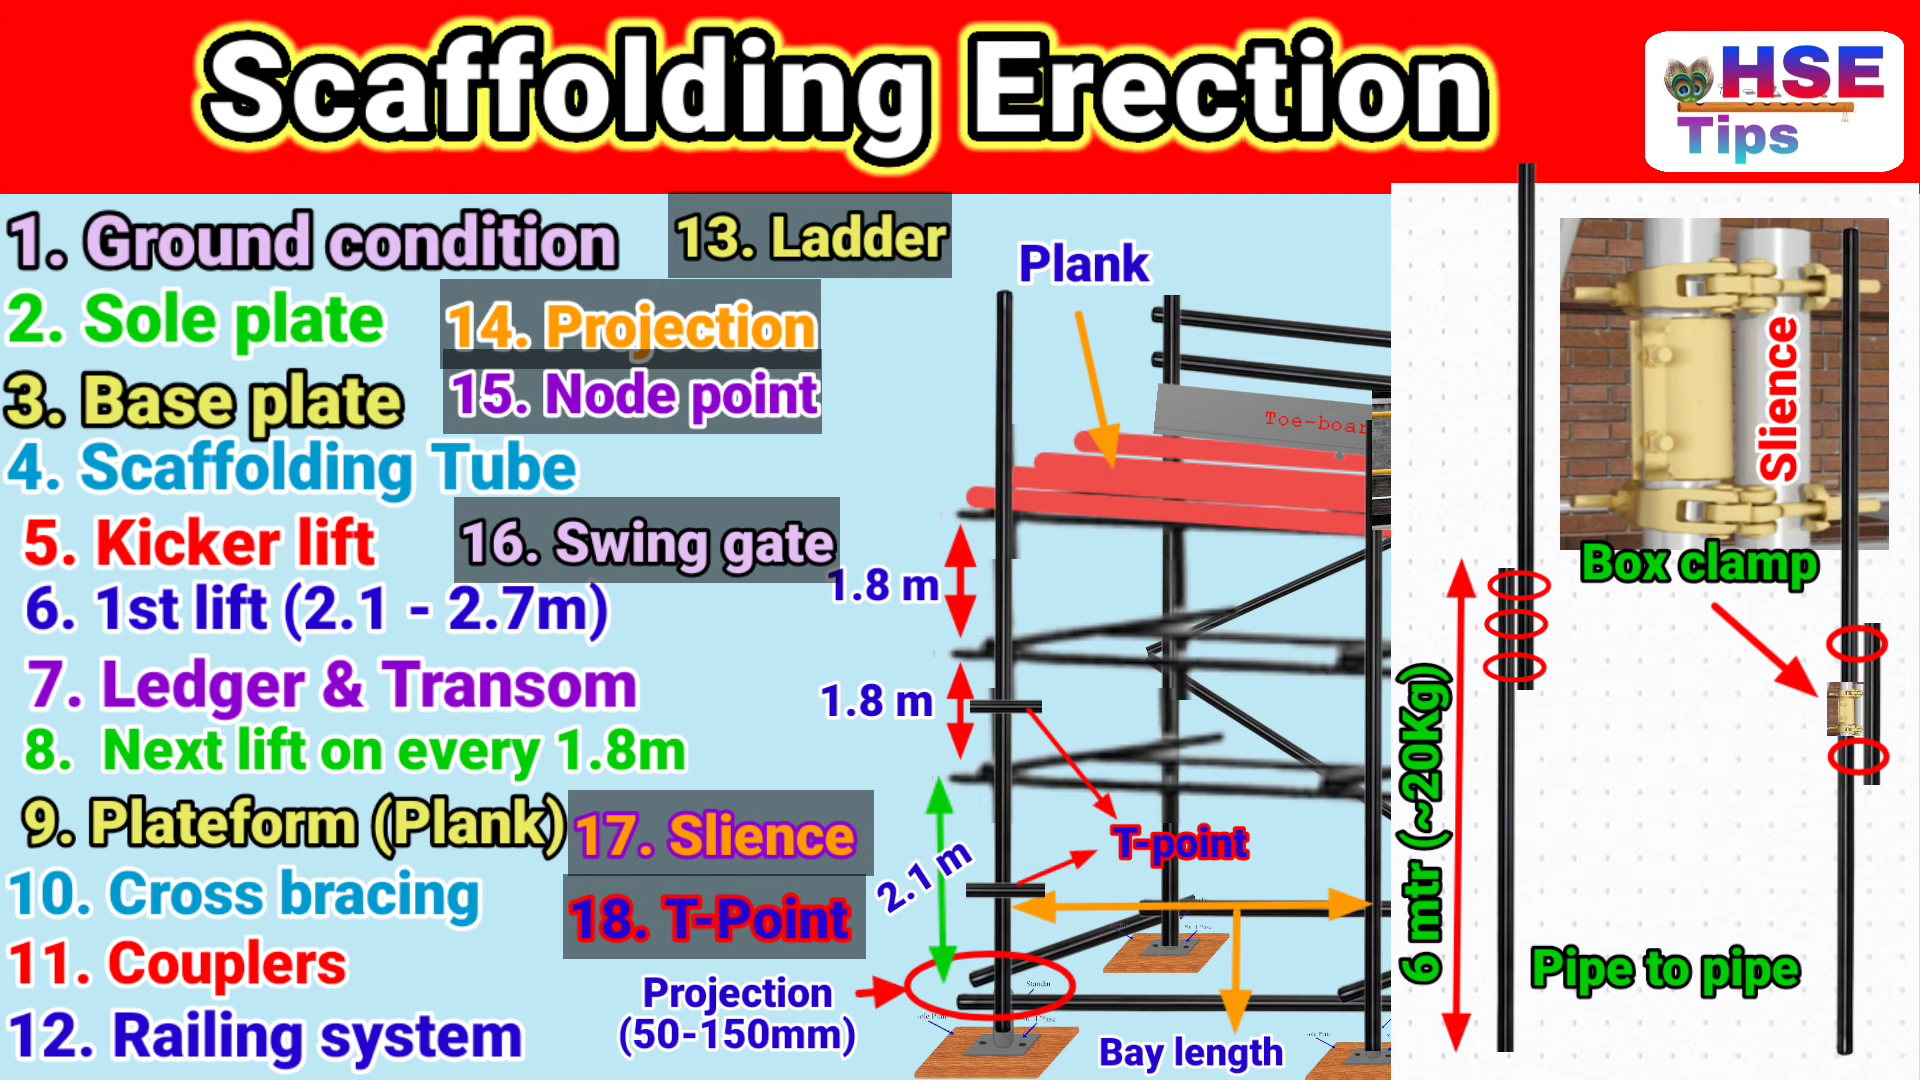 Scaffolding Erection
HSE
Tips
1. Ground condition
2. Sole plate
3. Base plate
4. Scaffolding Tube
5. Kicker lift
6. 1st lift (2.1 - 2.7m)
7. Ledger & Transom
8. Next lift on every 1.8m
9. Plateform (Plank)
10. Cross bracing
11. Couplers
12. Railing system
13. Ladder
14. Projection
15. Node point
16. Swing gate
17. Slience
18. T-Point
Plank
Toe-boar
1.8 m
1.8 m
2.1 m
T-point
Projection
(50-150mm)
Standar
Bay length
Slience
Box clamp
6 mtr (~20Kg)
Pipe to pipe